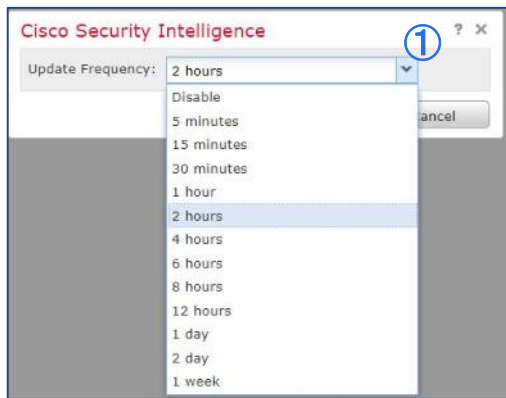 Cisco Security Intelligence ? ×
①
Update Frequency: 2 hours
Disable
5 minutes
15 minutes
30 minutes
1 hour
2 hours
4 hours
6 hours
8 hours
12 hours
1 day
2 day
1 week
ancel